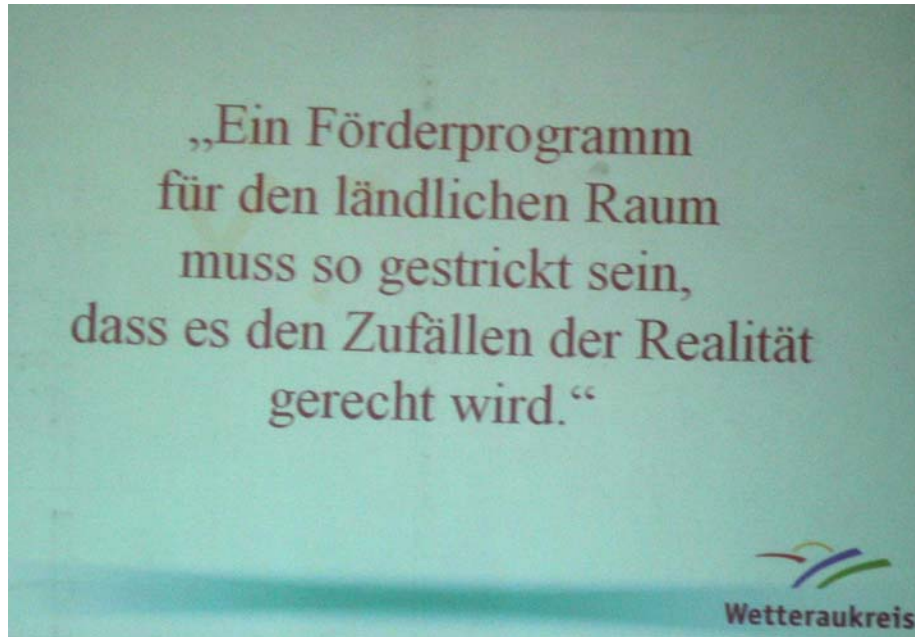 „Ein Förderprogramm
für den ländlichen Raum
muss so gestrickt sein,
dass es den Zufällen der Realität
gerecht wird.“
Wetteraukreis